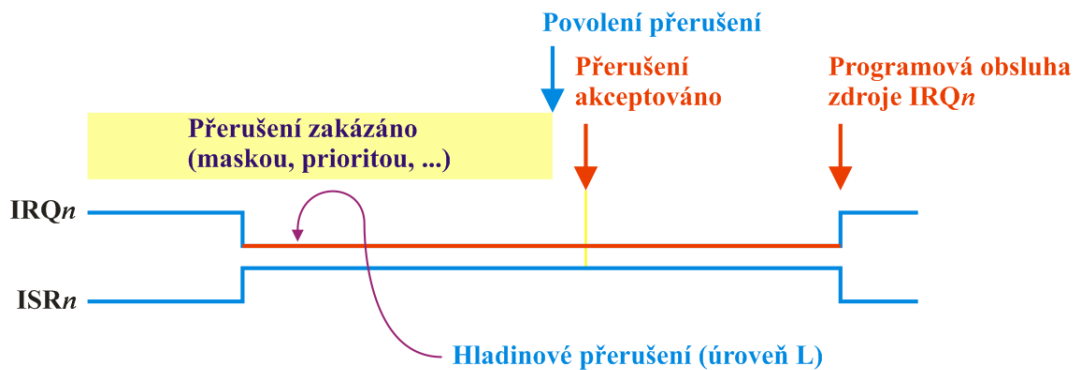 Povolení přerušení
Přerušení
akceptováno
Programová obsluha
zdroje IRQn
Přerušení zakázáno
(maskou, prioritou, ...)
IRQn
ISRn
Hladinové přerušení (úroveň L)